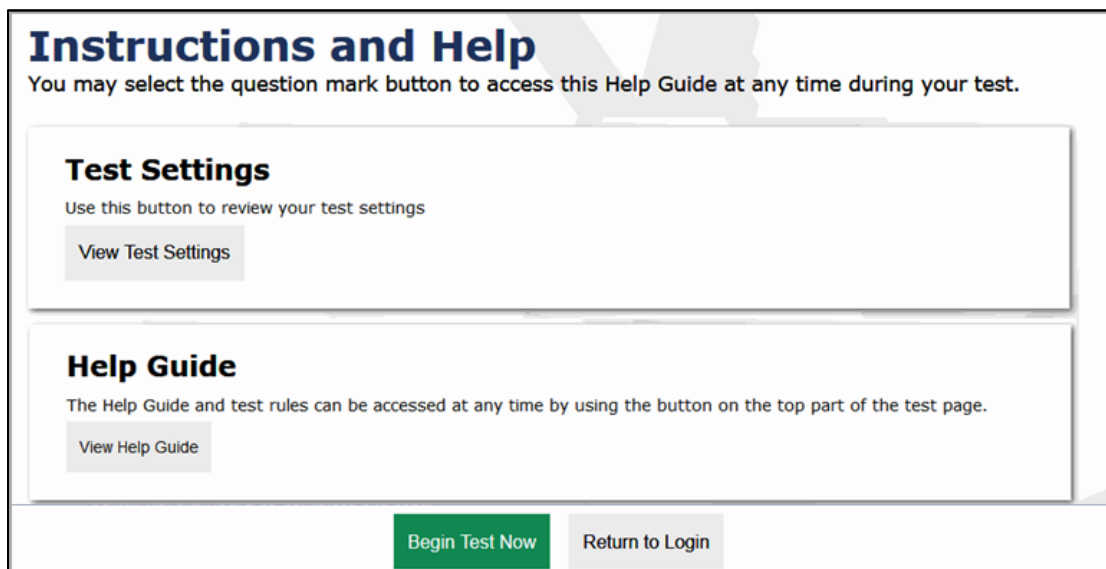 Instructions and Help
You may select the question mark button to access this Help Guide at any time during your test.
Test Settings
Use this button to review your test settings
View Test Settings
Help Guide
The Help Guide and test rules can be accessed at any time by using the button on the top part of the test page.
View Help Guide
Begin Test Now
Return to Login